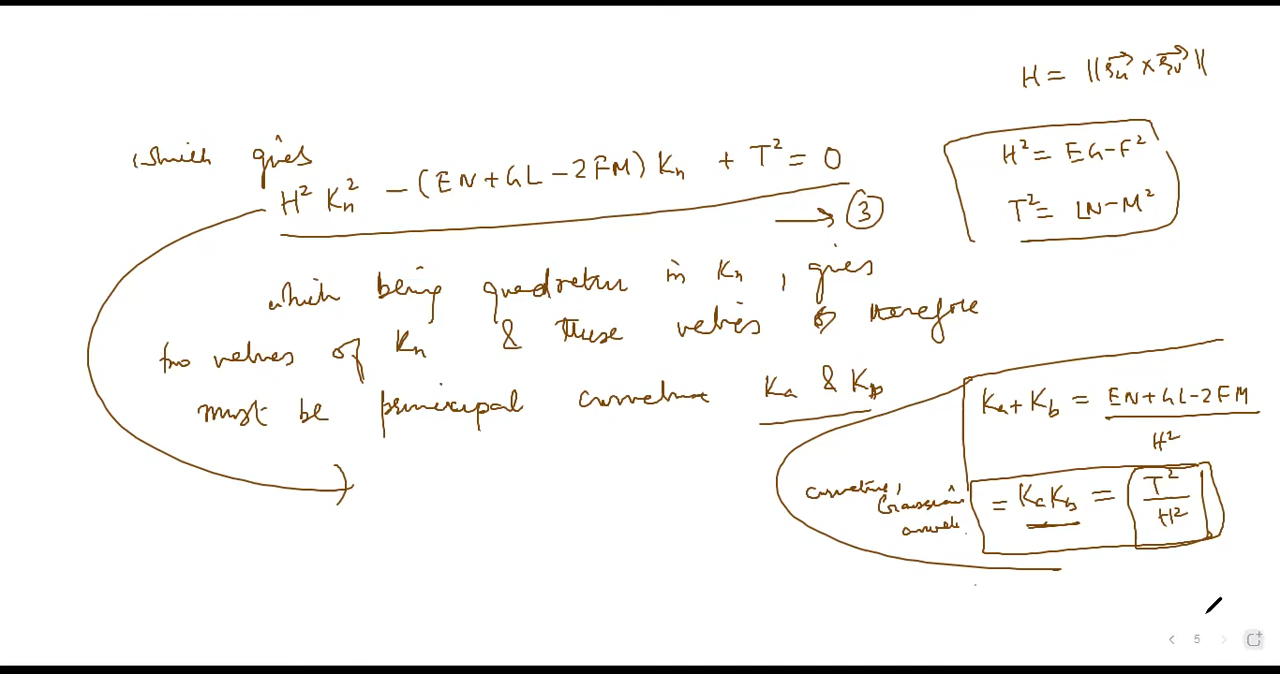 H = ||r⃗u × r⃗v||
which gives
H² Kn² − (EN+GL−2FM) Kn + T² = 0
→ ③
H² = EG−F²
T² = LN−M²
which being quadratic in Kn, gives
two values of Kn & these values therefore
must be principal curvature Ka & Kb
Ka + Kb = EN+GL−2FM / H²
curvature, Gaussian
= KaKb = T² / H²
5